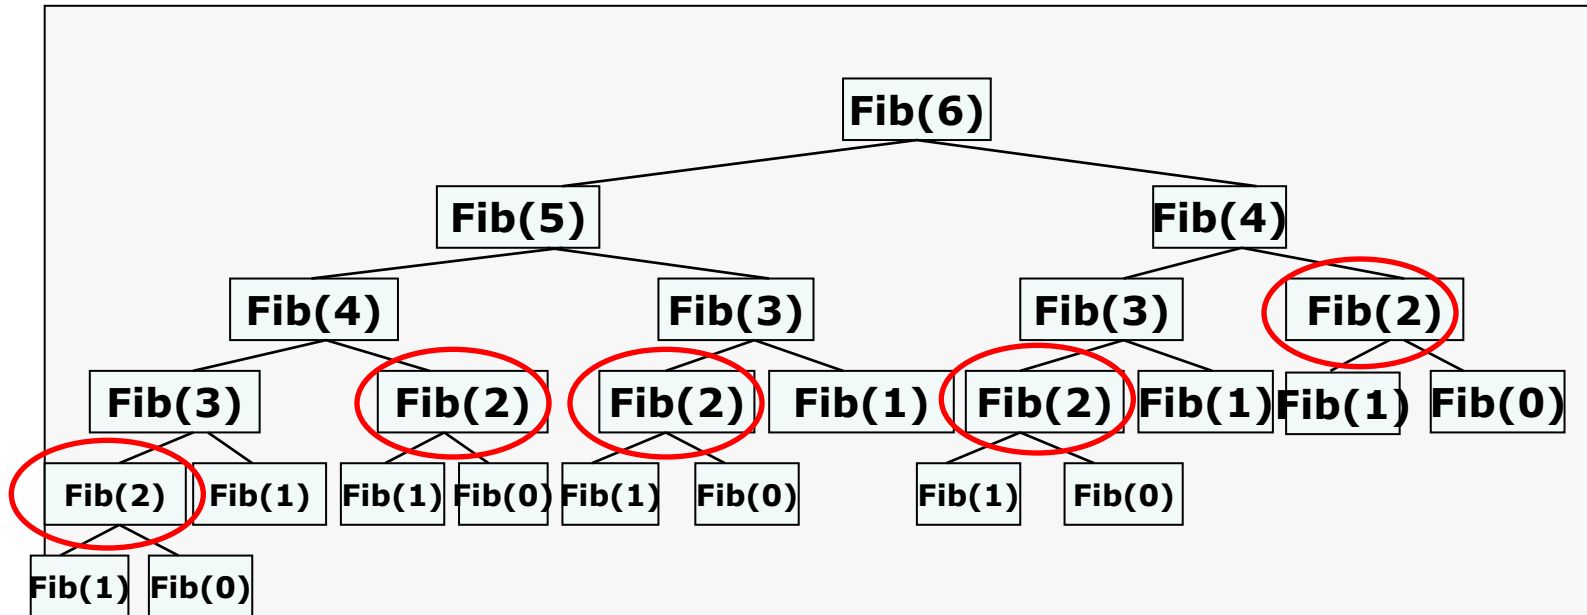 Fib(6)
Fib(5) Fib(4)
Fib(4) Fib(3) Fib(3) Fib(2)
Fib(3) Fib(2) Fib(2) Fib(1) Fib(2) Fib(1) Fib(1) Fib(0)
Fib(2) Fib(1) Fib(1) Fib(0) Fib(1) Fib(0) Fib(1) Fib(0)
Fib(1) Fib(0)